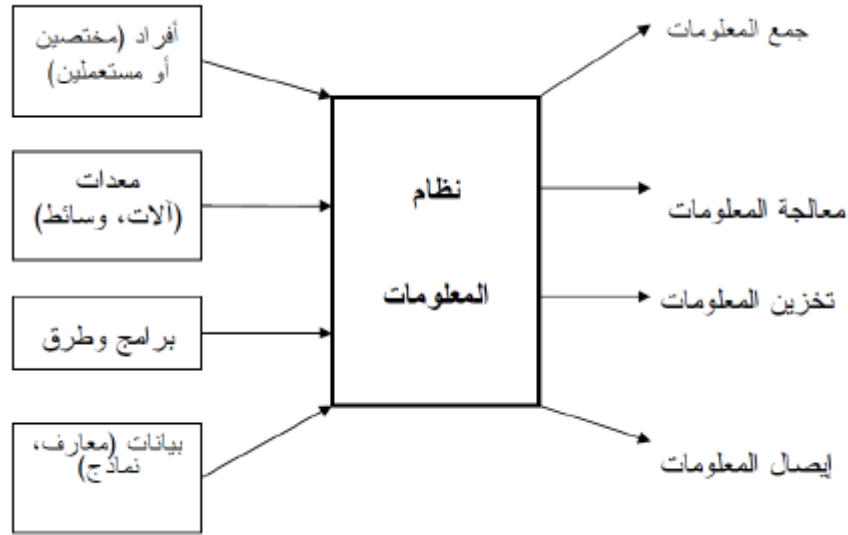 أفراد (مختصين
أو مستعملين)
معدات
(آلات، وسائط)
برامج وطرق
بيانات (معارف،
نماذج)
نظام
المعلومات
جمع المعلومات
معالجة المعلومات
تخزين المعلومات
إيصال المعلومات